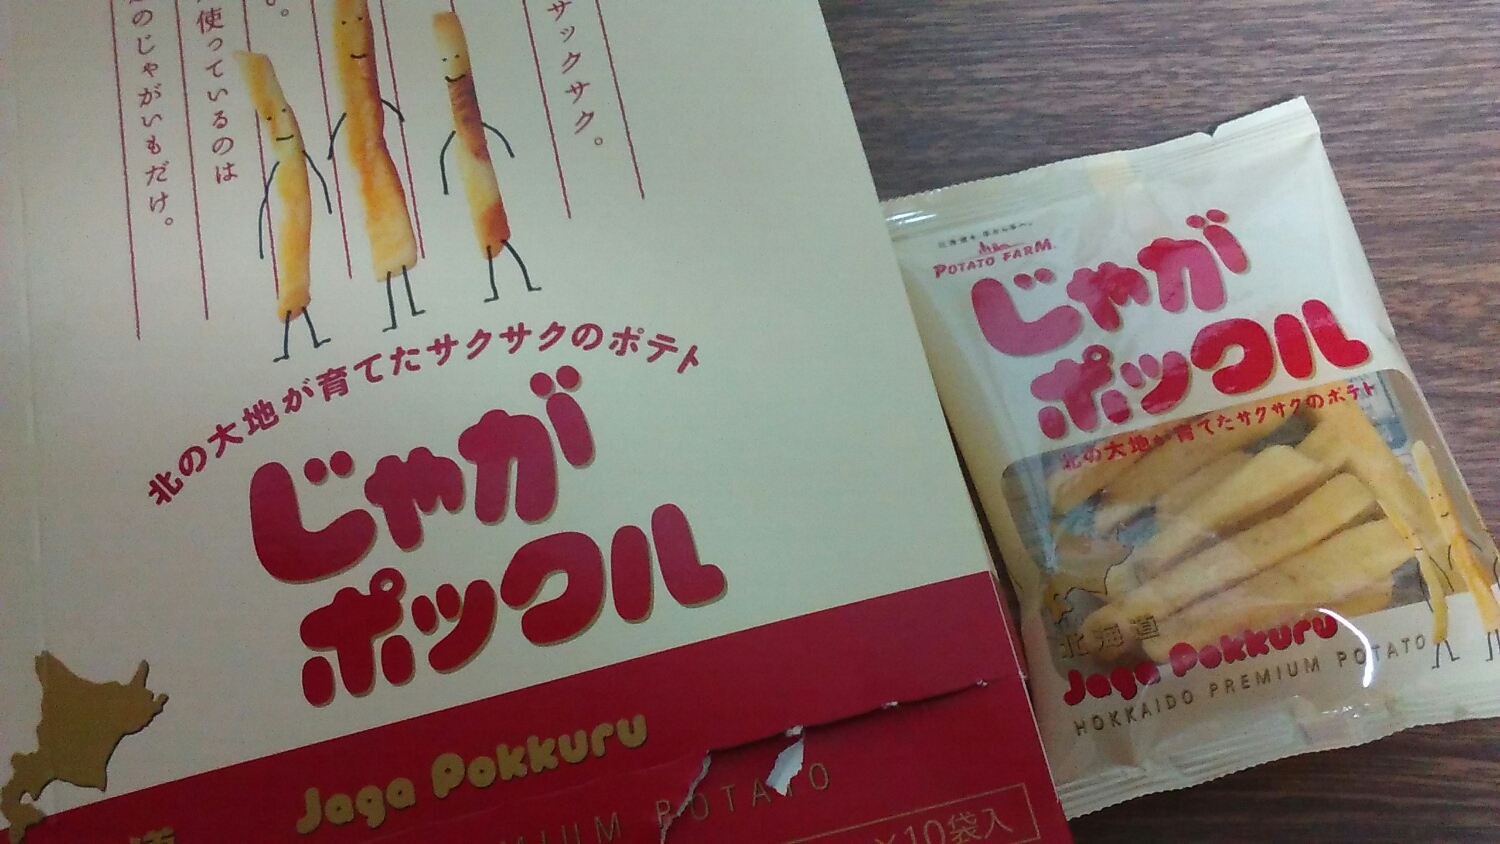 サックサク。
使っているのは
のじゃがいもだけ。
北の大地が育てたサクサクのポテト
じゃが
ポックル
Jaga Pokkuru
POTATO
×10袋入
POTATO FARM
じゃが
ポックル
北の大地が育てたサクサクのポテト
北海道
Jaga Pokkuru
HOKKAIDO PREMIUM POTATO